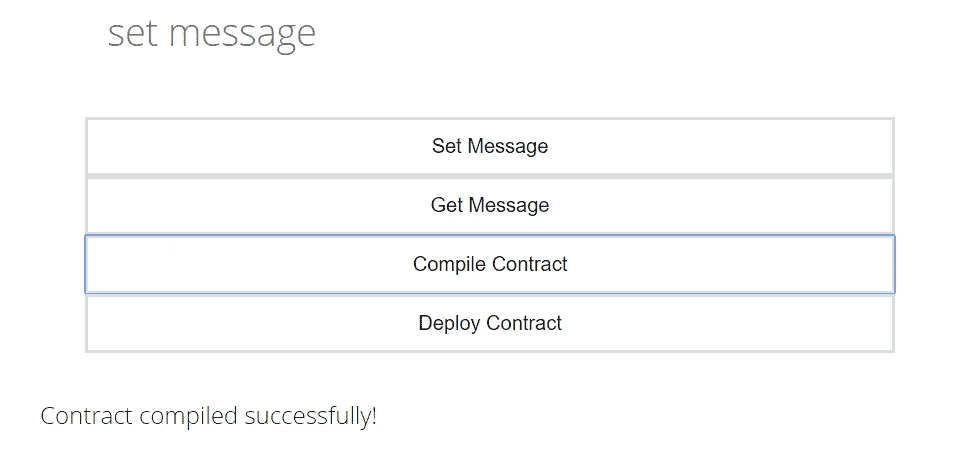 set message
Set Message
Get Message
Compile Contract
Deploy Contract
Contract compiled successfully!